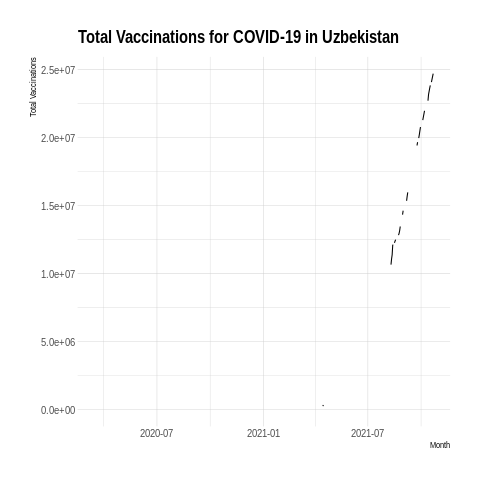 Total Vaccinations for COVID-19 in Uzbekistan
Total Vaccinations
2.5e+07
2.0e+07
1.5e+07
1.0e+07
5.0e+06
0.0e+00
2020-07 2021-01 2021-07
Month